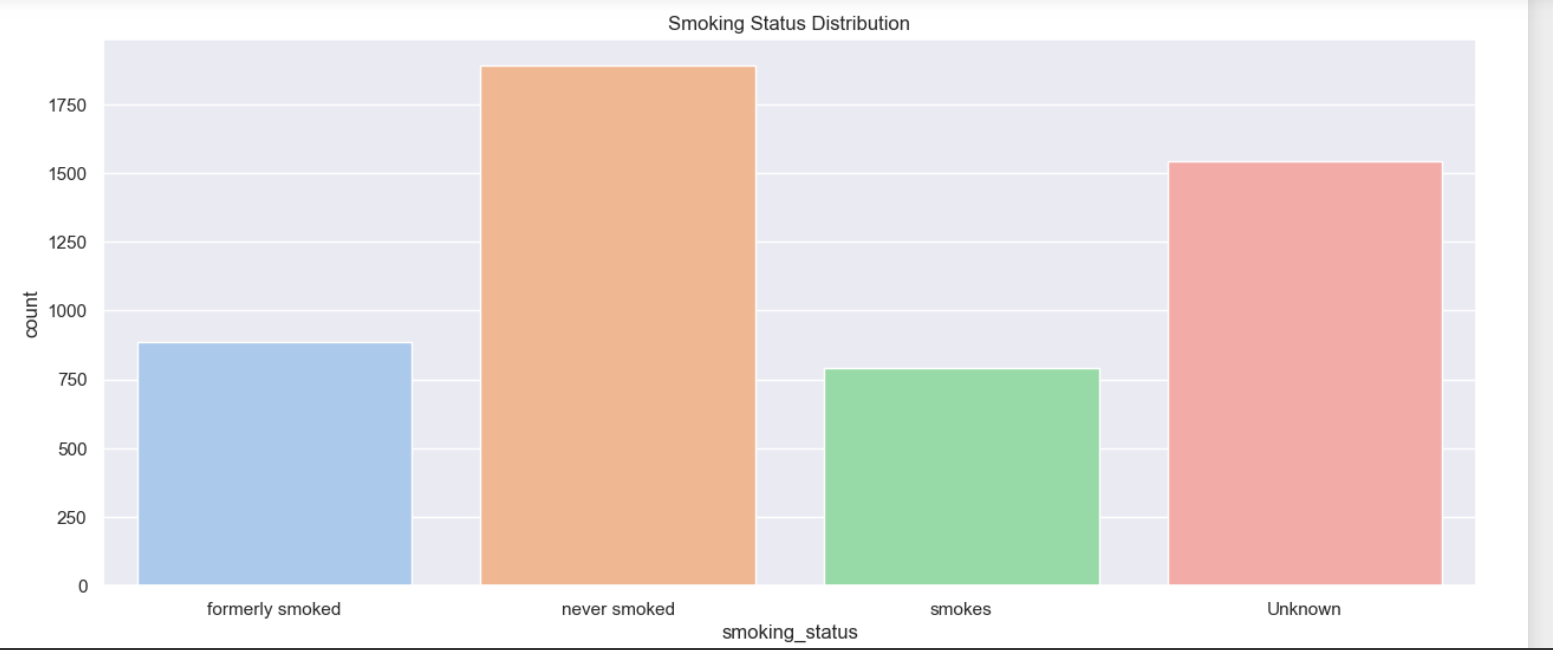 Smoking Status Distribution
1750
1500
1250
1000
750
500
250
0
count
formerly smoked never smoked smokes Unknown
smoking_status